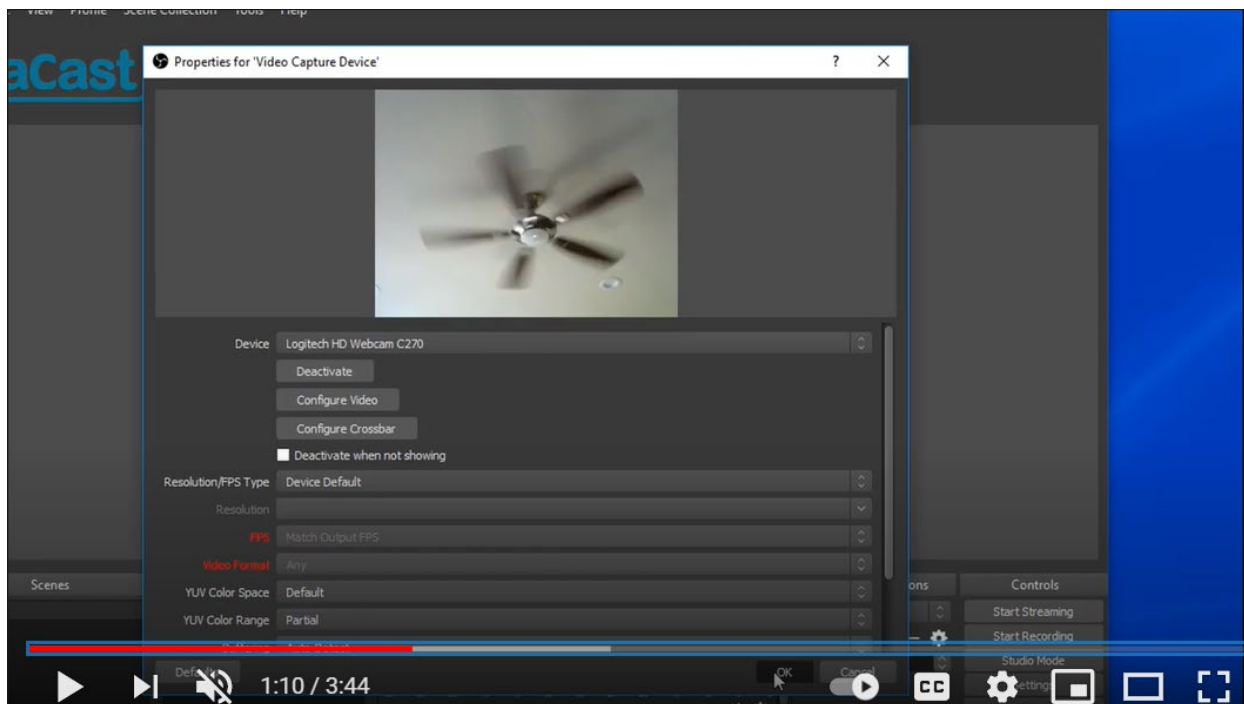 View Profile Scene Collection Tools Help
aCast
Properties for 'Video Capture Device' ?
Device Logitech HD Webcam C270
Deactivate
Configure Video
Configure Crossbar
Deactivate when not showing
Resolution/FPS Type Device Default
Resolution
FPS Match Output FPS
Video Format Any
Scenes ons Controls
YUV Color Space Default
Start Streaming
YUV Color Range Partial
Start Recording
Studio Mode
OK Cancel
1:10 / 3:44 CC